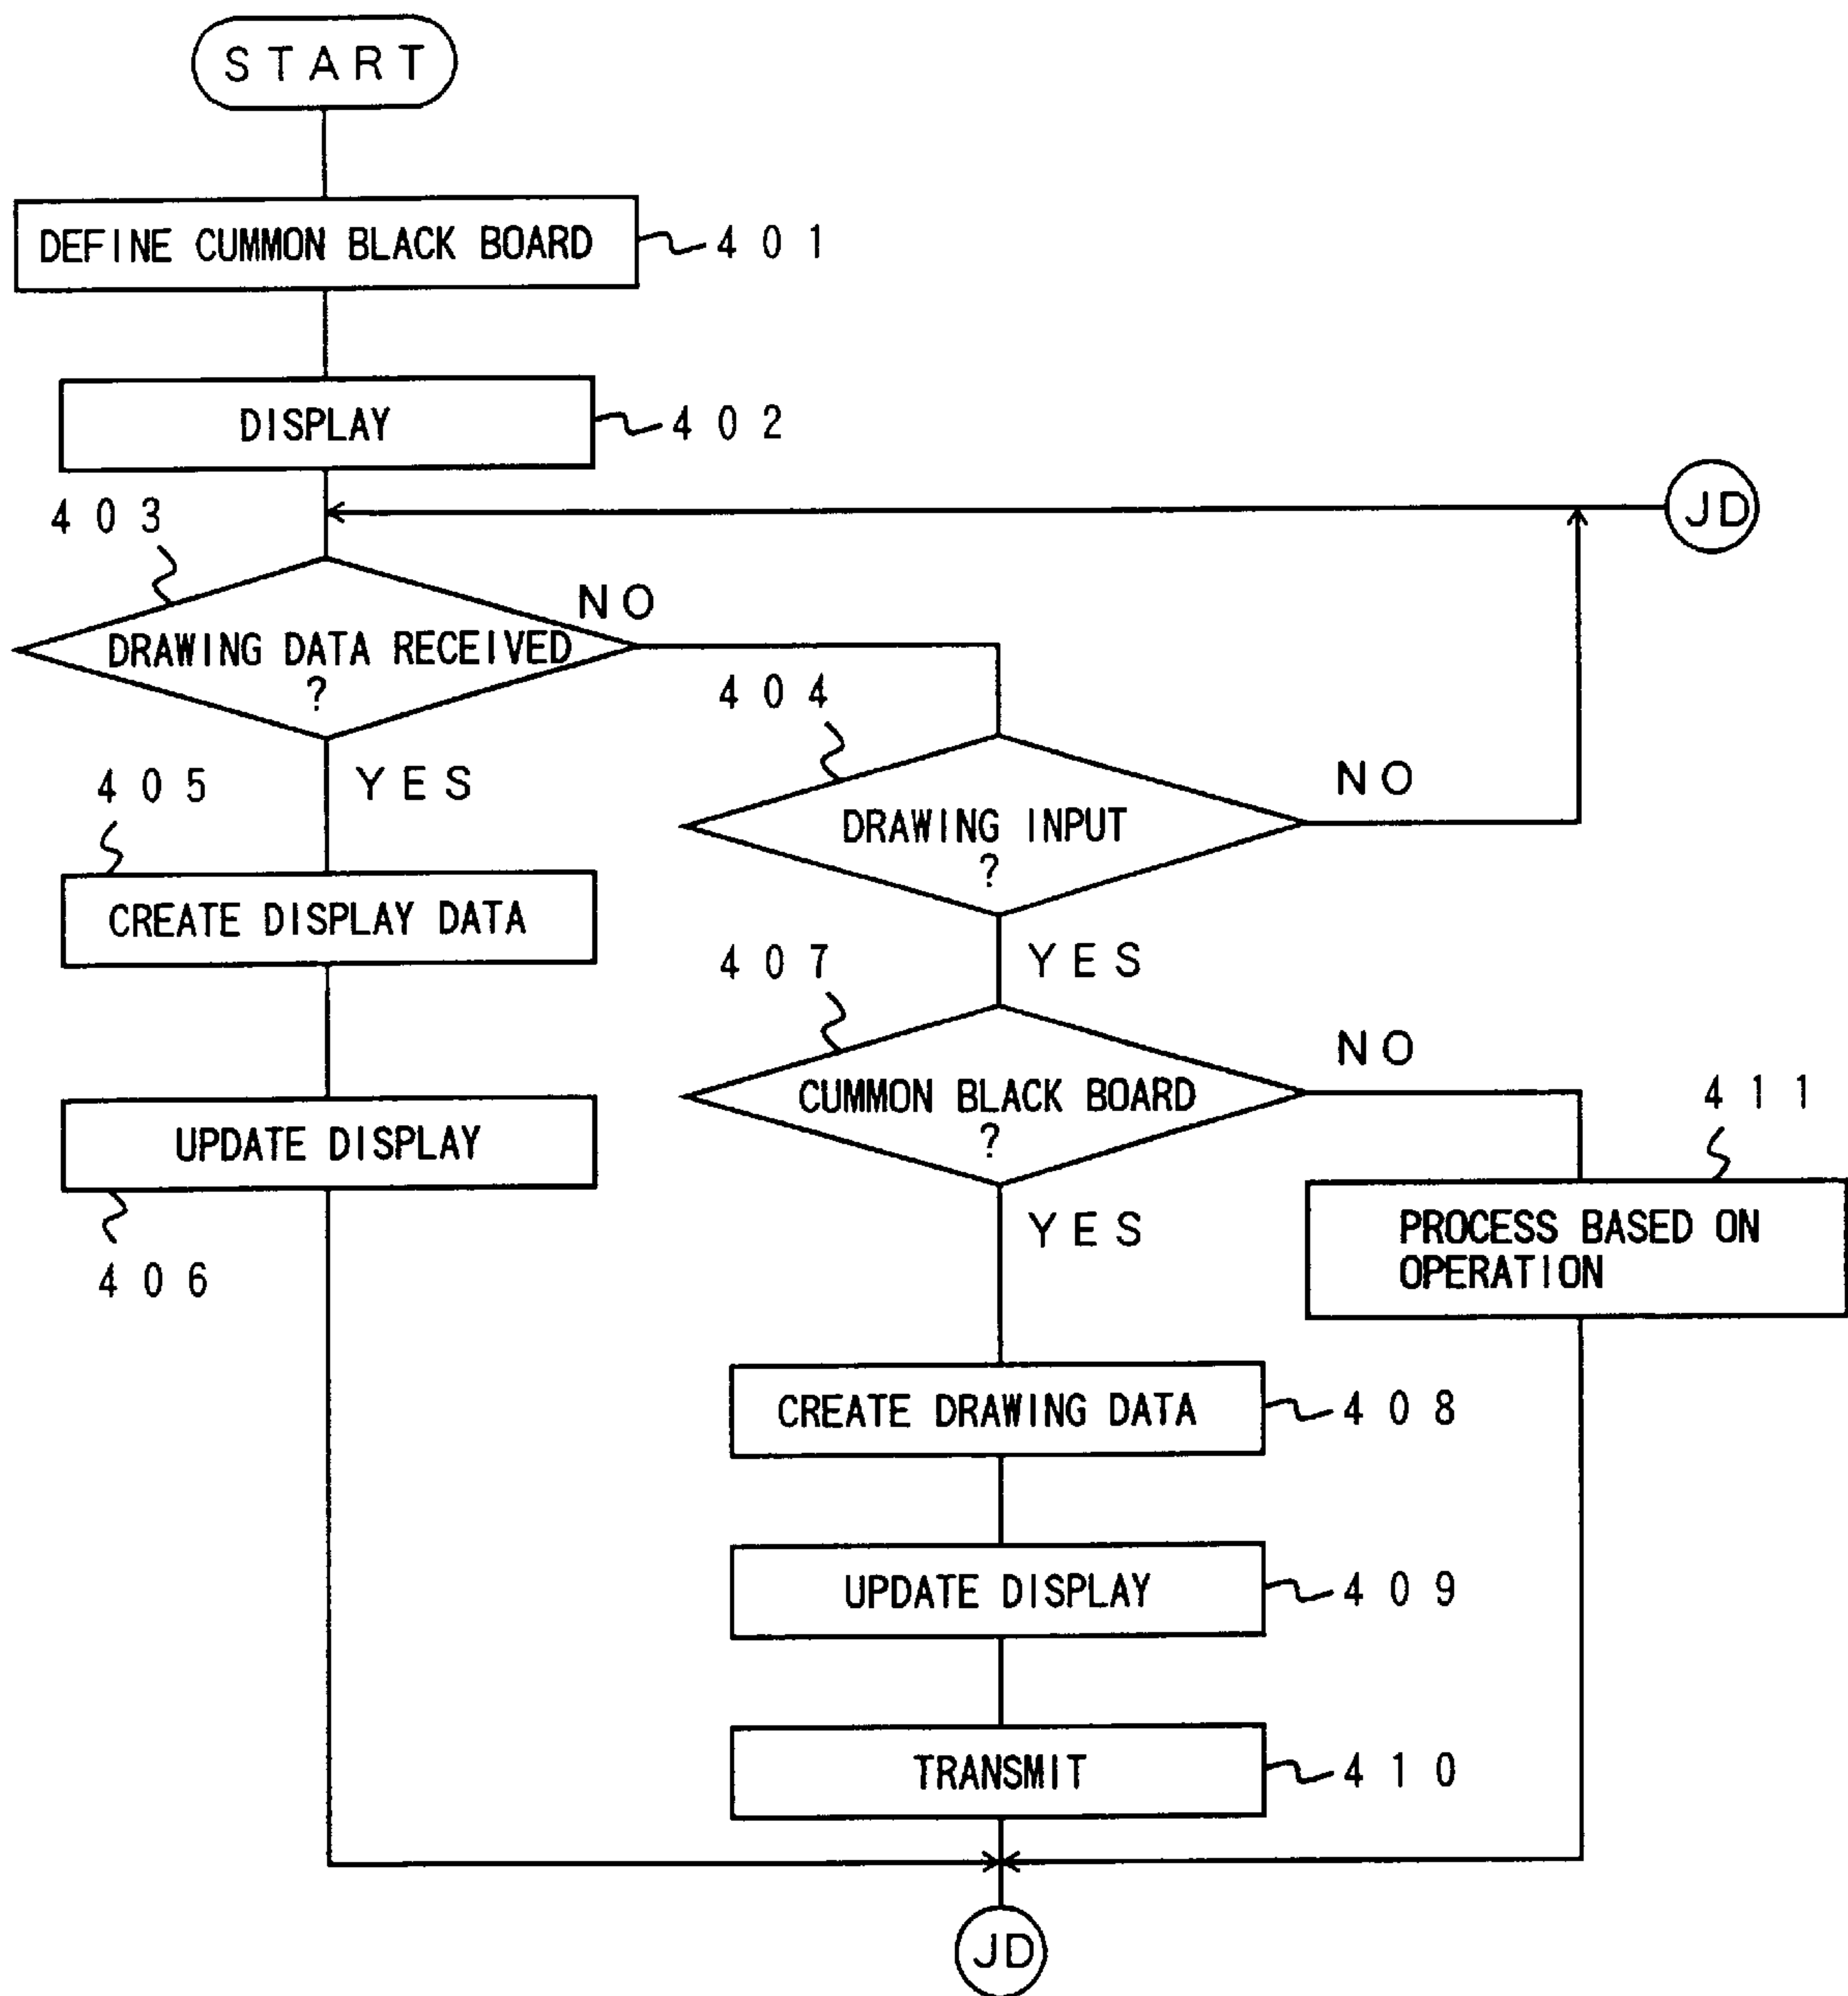 START
DEFINE CUMMON BLACK BOARD
401
DISPLAY
402
JD
403
DRAWING DATA RECEIVED
?
NO
YES
404
DRAWING INPUT
?
NO
YES
405
CREATE DISPLAY DATA
UPDATE DISPLAY
406
407
CUMMON BLACK BOARD
?
NO
YES
411
PROCESS BASED ON
OPERATION
CREATE DRAWING DATA
408
UPDATE DISPLAY
409
TRANSMIT
410
JD